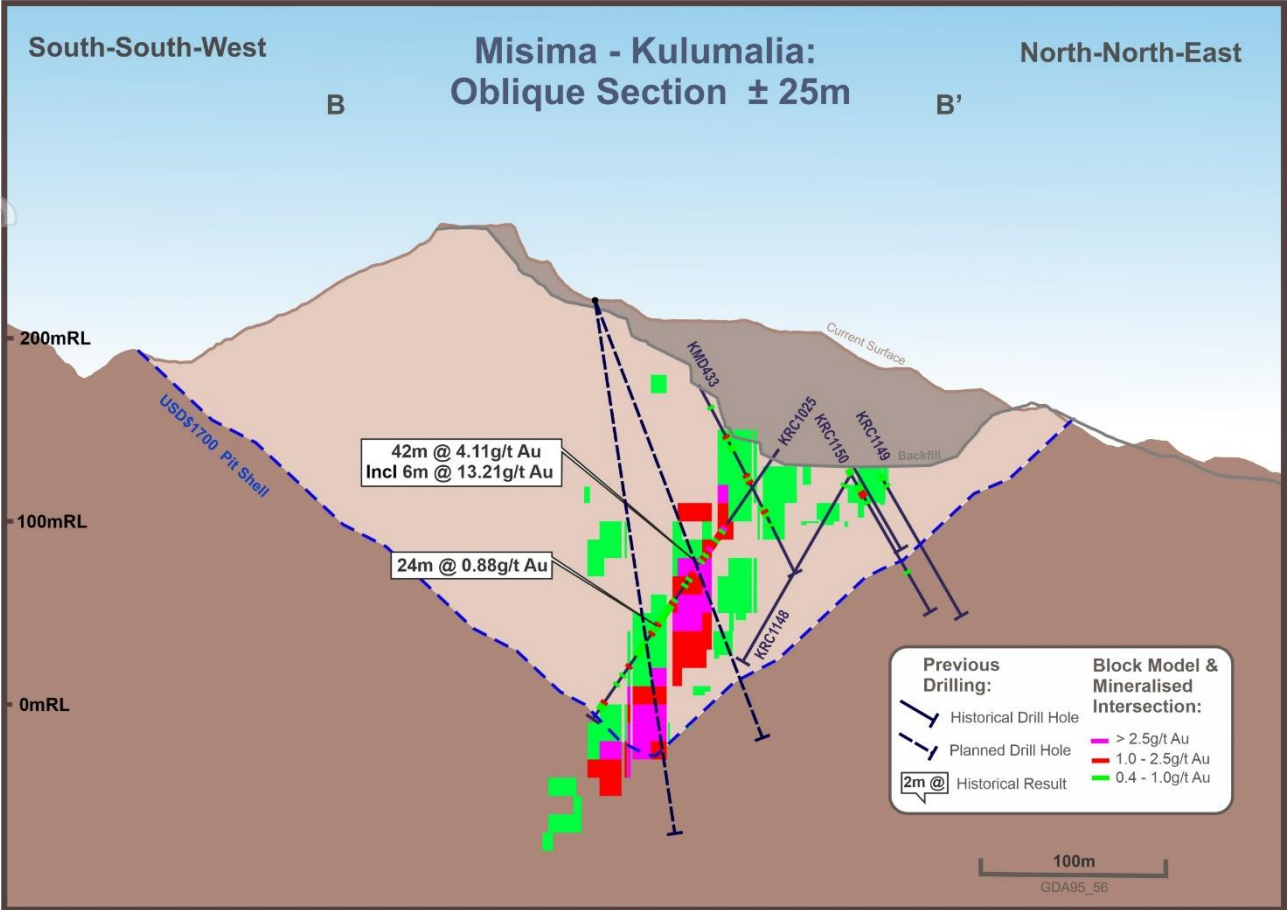 South-South-West
Misima - Kulumalia:
Oblique Section ± 25m
North-North-East
B
B'
200mRL
100mRL
0mRL
USD$1700 Pit Shell
Current Surface
Backfill
KMD433
KRC1025
KRC1150
KRC1149
KRC1148
42m @ 4.11g/t Au
Incl 6m @ 13.21g/t Au
24m @ 0.88g/t Au
Previous
Drilling:
Historical Drill Hole
Planned Drill Hole
2m @
Historical Result
Block Model &
Mineralised
Intersection:
> 2.5g/t Au
1.0 - 2.5g/t Au
0.4 - 1.0g/t Au
100m
GDA95_56